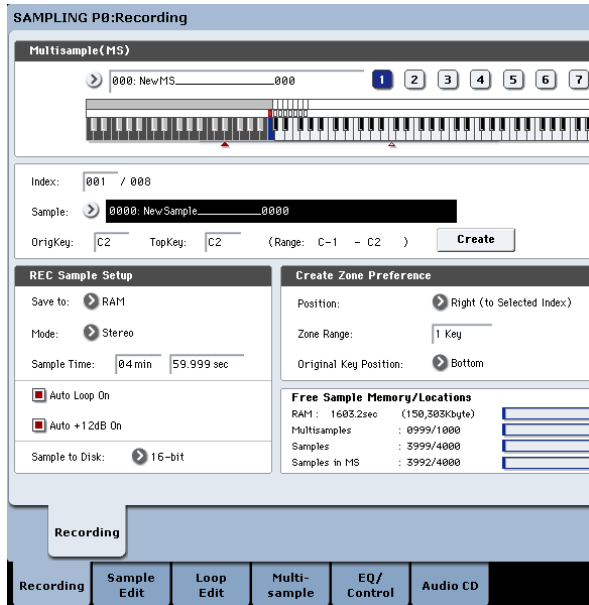 SAMPLING P0:Recording
Multisample(MS)
000: NewMS____________000
1 2 3 4 5 6 7
Index: 001 / 008
Sample: 0000: NewSample____________0000
OrigKey: C2 TopKey: C2 (Range: C-1 - C2 ) Create
REC Sample Setup
Save to: RAM
Mode: Stereo
Sample Time: 04 min 59.999 sec
Auto Loop On
Auto +12dB On
Sample to Disk: 16-bit
Create Zone Preference
Position: Right (to Selected Index)
Zone Range: 1 Key
Original Key Position: Bottom
Free Sample Memory/Locations
RAM : 1603.2sec (150,303Kbyte)
Multisamples : 0999/1000
Samples : 3999/4000
Samples in MS : 3992/4000
Recording
Recording
Sample Edit
Loop Edit
Multi-sample
EQ/ Control
Audio CD